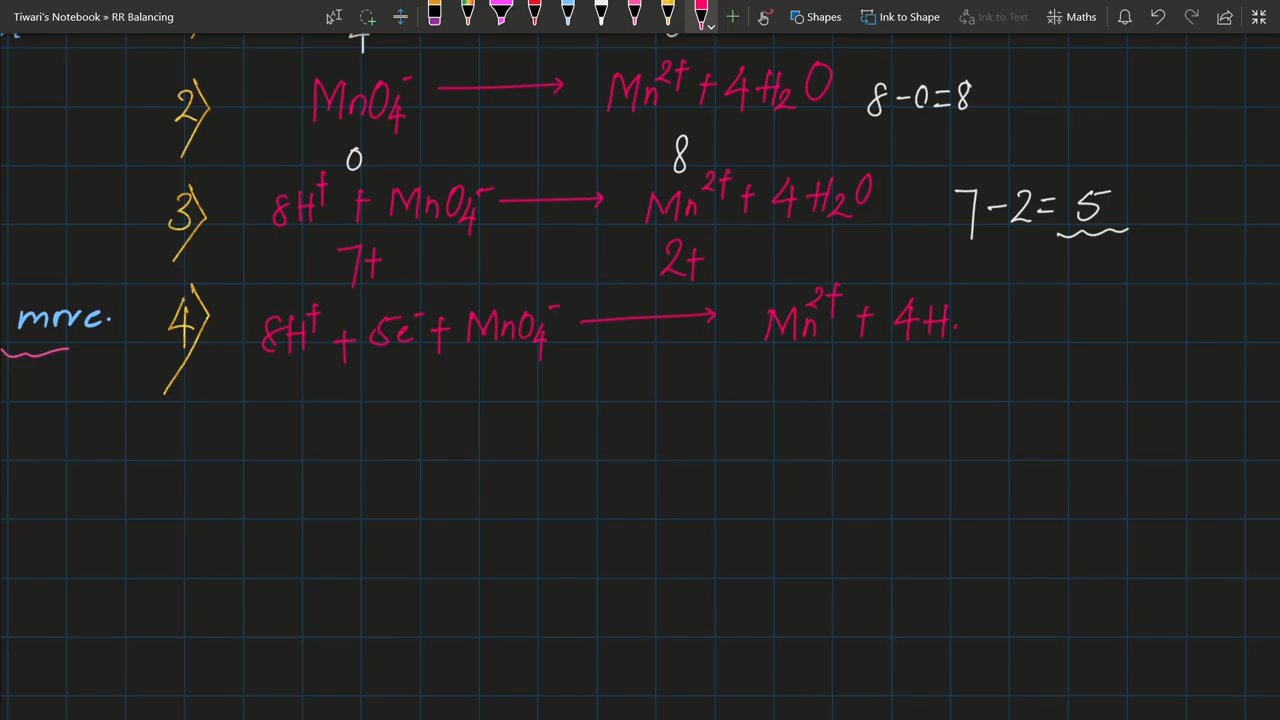 Tiwari's Notebook » RR Balancing
Shapes Ink to Shape Ink to Text Maths
2) MnO₄⁻ → Mn²⁺ + 4H₂O 8-0=8
0 8
3) 8H⁺ + MnO₄⁻ → Mn²⁺ + 4H₂O 7-2=5
7+ 2+
more. 4) 8H⁺ + 5e⁻ + MnO₄⁻ → Mn²⁺ + 4H